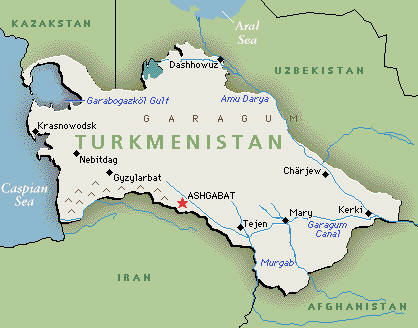 KAZAKSTAN
Aral
Sea
Dashhowuz
UZBEKISTAN
Garabogazköl Gulf
Amu Darya
GARAGUM
Krasnowodsk
TURKMENISTAN
Nebitdag
Gyzylarbat
Chärjew
Caspian
Sea
ASHGABAT
Mary
Kerki
Tejen
Garagum
Canal
Murgab
IRAN
AFGHANISTAN